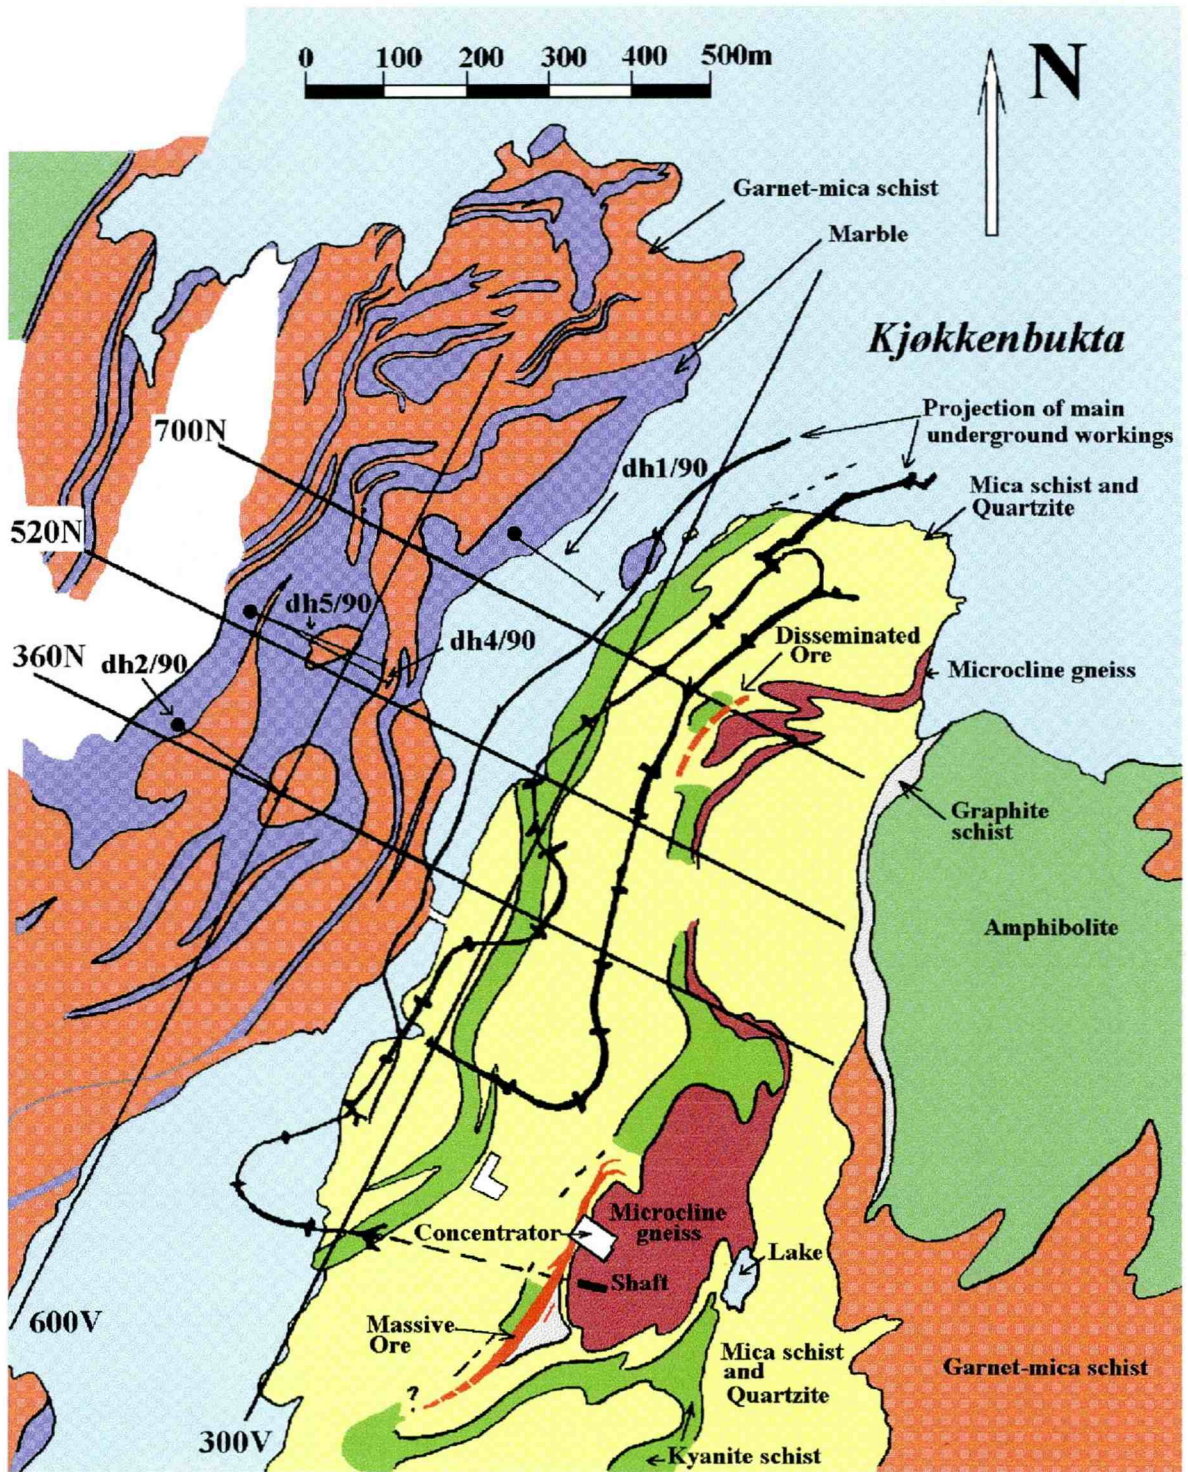 0 100 200 300 400 500m
N
Garnet-mica schist
Marble
Kjøkkenbukta
Projection of main
underground workings
700N
dh1/90
Mica schist and
Quartzite
520N
dh5/90
dh4/90
360N
dh2/90
Disseminated
Ore
Microcline gneiss
Graphite
schist
Amphibolite
Concentrator
Microcline
gneiss
Lake
Shaft
600V
Massive
Ore
Mica schist
and
Quartzite
Garnet-mica schist
?
300V
Kyanite schist